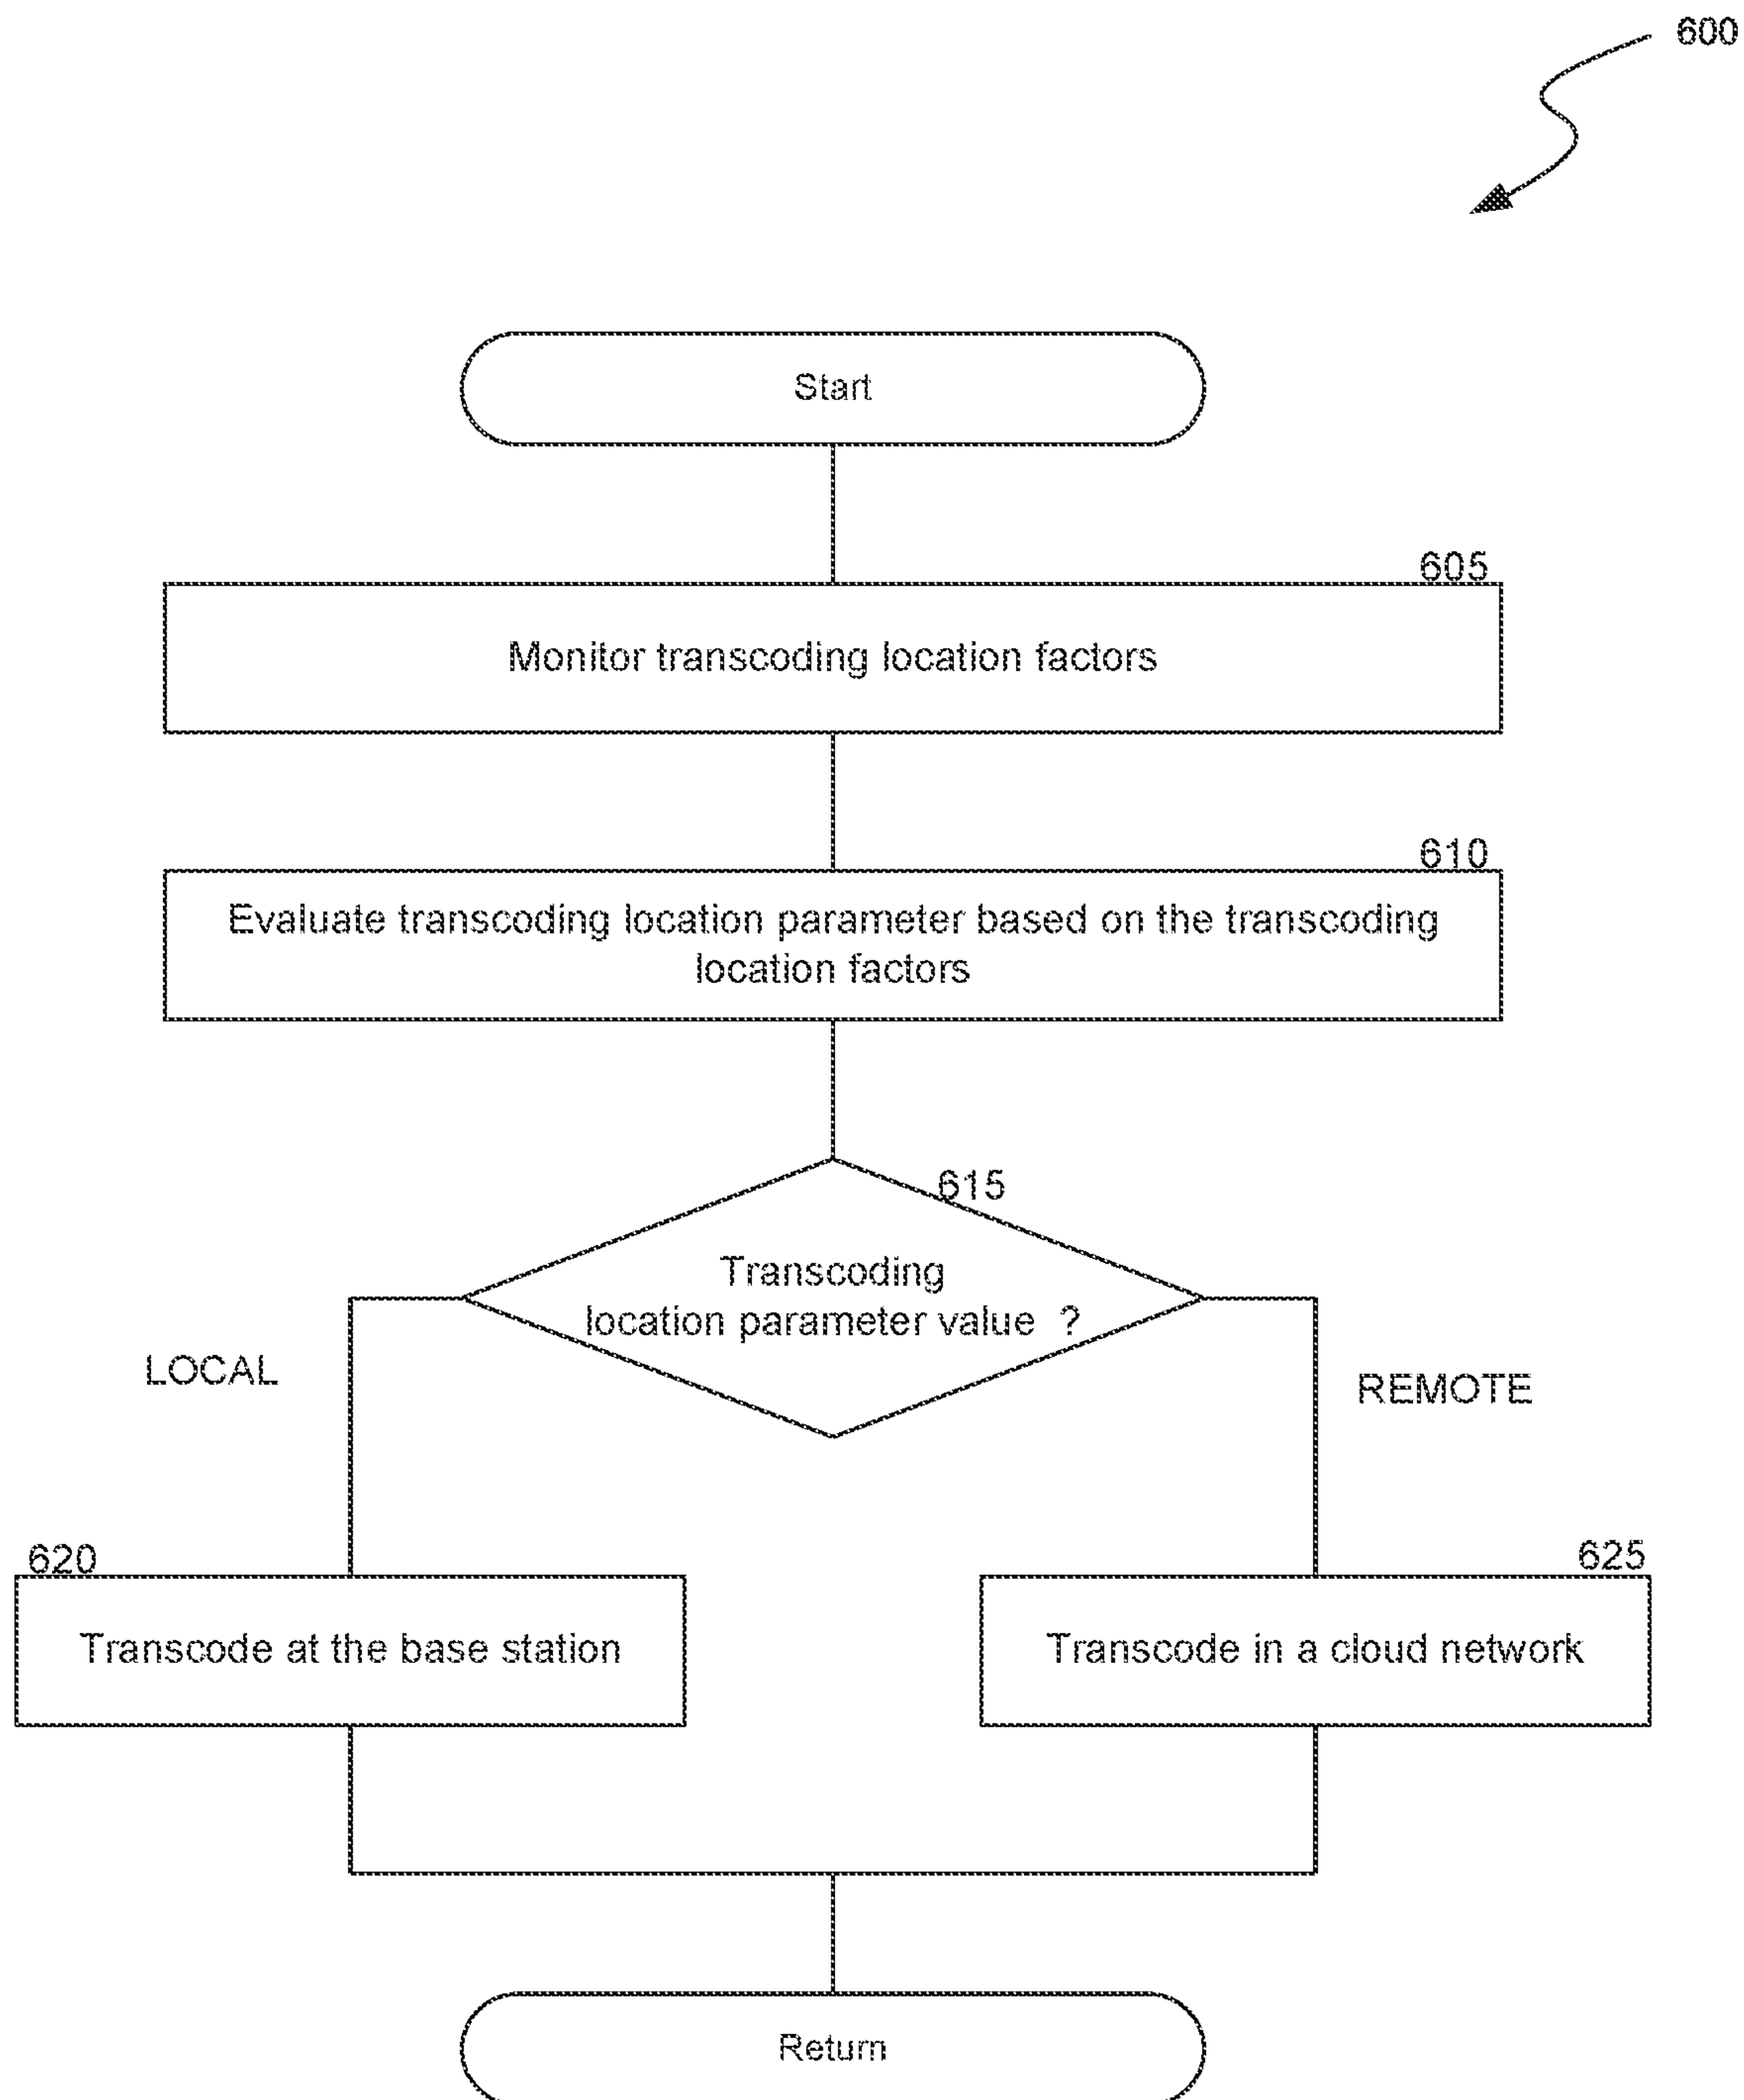 600
Start
605
Monitor transcoding location factors
610
Evaluate transcoding location parameter based on the transcoding
location factors
615
Transcoding
location parameter value ?
LOCAL
REMOTE
620
Transcode at the base station
625
Transcode in a cloud network
Return